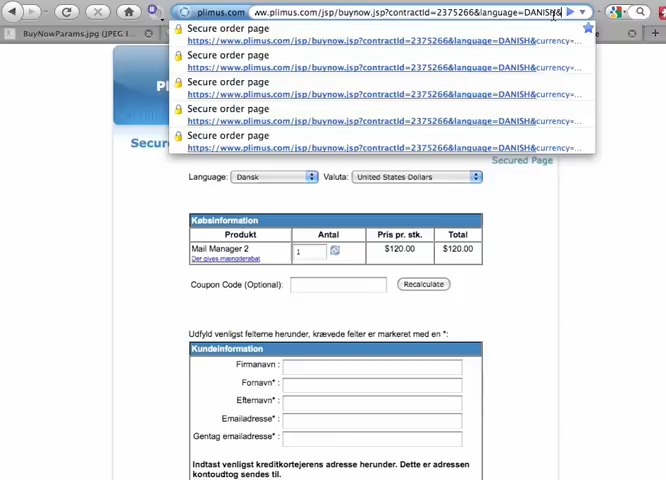 plimus.com ww.plimus.com/jsp/buynow.jsp?contractId=2375266&language=DANISH&
BuyNowParams.jpg (JPEG I...
Secure order page
https://www.plimus.com/jsp/buynow.jsp?contractId=2375266&language=DANISH&currency=...
Secure order page
https://www.plimus.com/jsp/buynow.jsp?contractId=2375266&language=DANISH&currency=...
Secure order page
https://www.plimus.com/jsp/buynow.jsp?contractId=2375266&language=DANISH&currency=...
Secure order page
https://www.plimus.com/jsp/buynow.jsp?contractId=2375266&language=DANISH&currency=...
Secure order page
https://www.plimus.com/jsp/buynow.jsp?contractId=2375266&language=DANISH&currency=...
Secured
Secured Page
Language: Dansk Valuta: United States Dollars
Købsinformation
Produkt Antal Pris pr. stk. Total
Mail Manager 2 1 $120.00 $120.00
Der gives mængderabat
Coupon Code (Optional): Recalculate
Udfyld venligst felterne herunder, krævede felter er markeret med en *:
Kundeinformation
Firmanavn :
Fornavn* :
Efternavn* :
Emailadresse* :
Gentag emailadresse* :
Indtast venligst kreditkortejerens adresse herunder. Dette er adressen
kontoudtog sendes til.